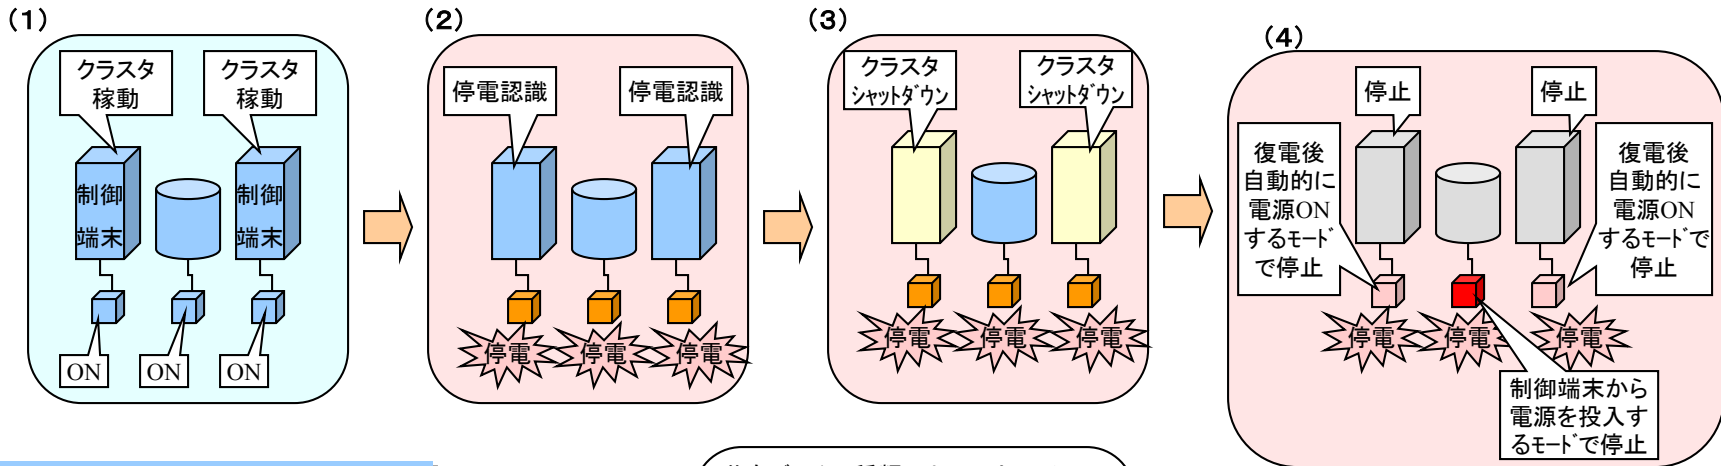 (1)
クラスタ
稼動
クラスタ
稼動
制御
端末
制御
端末
ON
ON
ON
(2)
停電認識
停電認識
停電
停電
停電
(3)
クラスタ
シャットダウン
クラスタ
シャットダウン
停電
停電
停電
(4)
停止
停止
復電後
自動的に
電源ON
するモード
で停止
復電後
自動的に
電源ON
するモードで
停止
停電
停電
停電
制御端末から
電源を投入す
るモードで停止